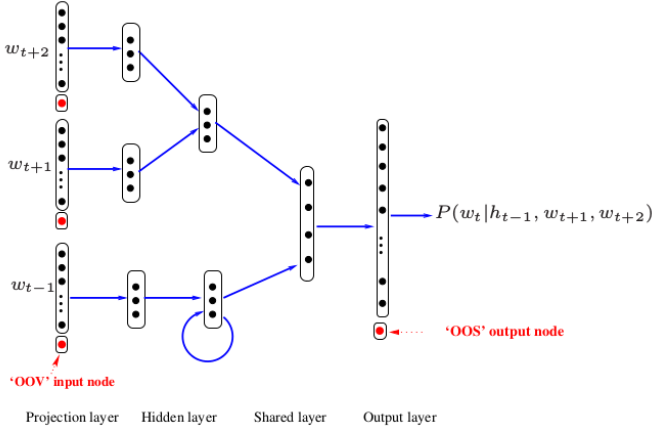 w_{t+2}
w_{t+1}
P(w_t|h_{t−1}, w_{t+1}, w_{t+2})
w_{t−1}
‘OOS’ output node
‘OOV’ input node
Projection layer Hidden layer Shared layer Output layer